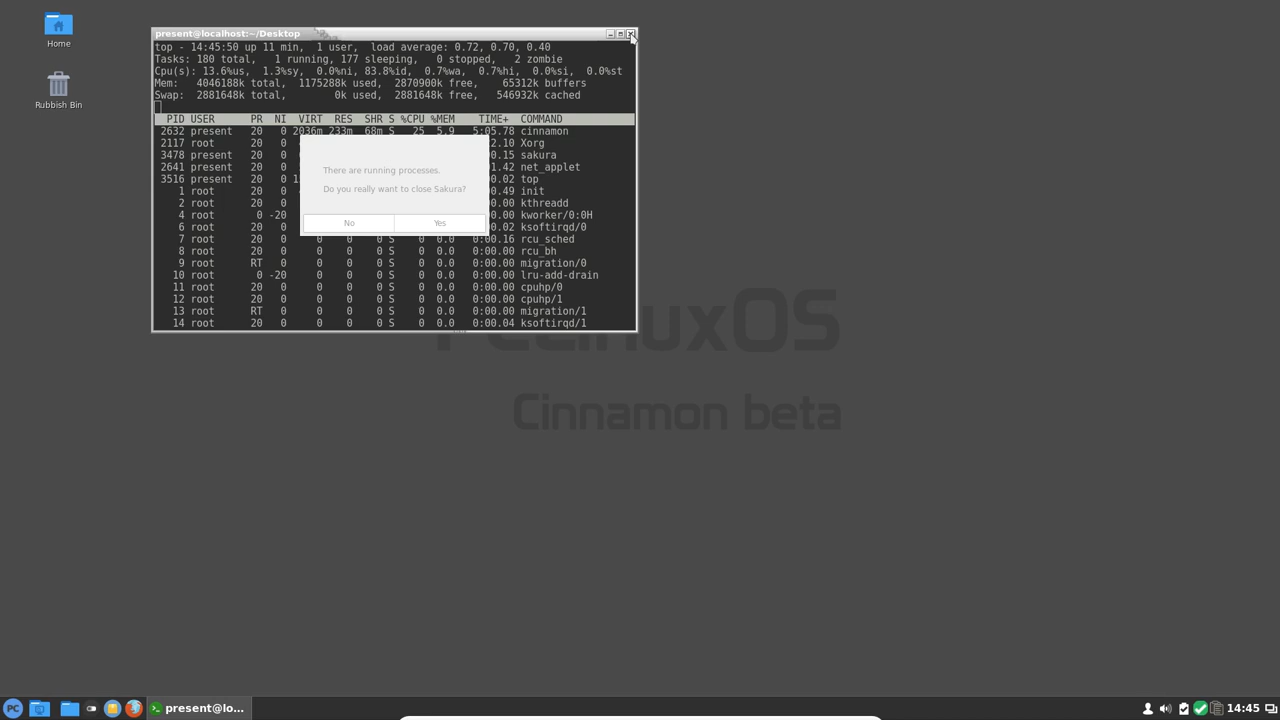 Home
Rubbish Bin
present@localhost:~/Desktop
top - 14:45:50 up 11 min,  1 user,  load average: 0.72, 0.70, 0.40
Tasks: 180 total,   1 running, 177 sleeping,   0 stopped,   2 zombie
Cpu(s): 13.6%us,  1.3%sy,  0.0%ni, 83.8%id,  0.7%wa,  0.7%hi,  0.0%si,  0.0%st
Mem:   4046188k total,  1175288k used,  2870900k free,    65312k buffers
Swap:  2881648k total,        0k used,  2881648k free,   546932k cached
PID USER      PR  NI  VIRT  RES  SHR S %CPU %MEM    TIME+  COMMAND
2632 present   20   0 2036m 233m  68m S   25  5.9   5:05.78 cinnamon
2117 root      20   0 2.10 Xorg
3478 present   20   0 0.15 sakura
2641 present   20   0 1.42 net_applet
3516 present   20   0 0.02 top
1 root      20   0 0.49 init
2 root      20   0 0.00 kthreadd
4 root       0 -20 0.00 kworker/0:0H
6 root      20   0 0.02 ksoftirqd/0
7 root      20   0     0    0    0 S    0  0.0   0:00.16 rcu_sched
8 root      20   0     0    0    0 S    0  0.0   0:00.00 rcu_bh
9 root      RT   0     0    0    0 S    0  0.0   0:00.00 migration/0
10 root       0 -20     0    0    0 S    0  0.0   0:00.00 lru-add-drain
11 root      20   0     0    0    0 S    0  0.0   0:00.00 cpuhp/0
12 root      20   0     0    0    0 S    0  0.0   0:00.00 cpuhp/1
13 root      RT   0     0    0    0 S    0  0.0   0:00.00 migration/1
14 root      20   0     0    0    0 S    0  0.0   0:00.04 ksoftirqd/1
There are running processes.
Do you really want to close Sakura?
No Yes
Cinnamon beta
PC
present@lo...
14:45